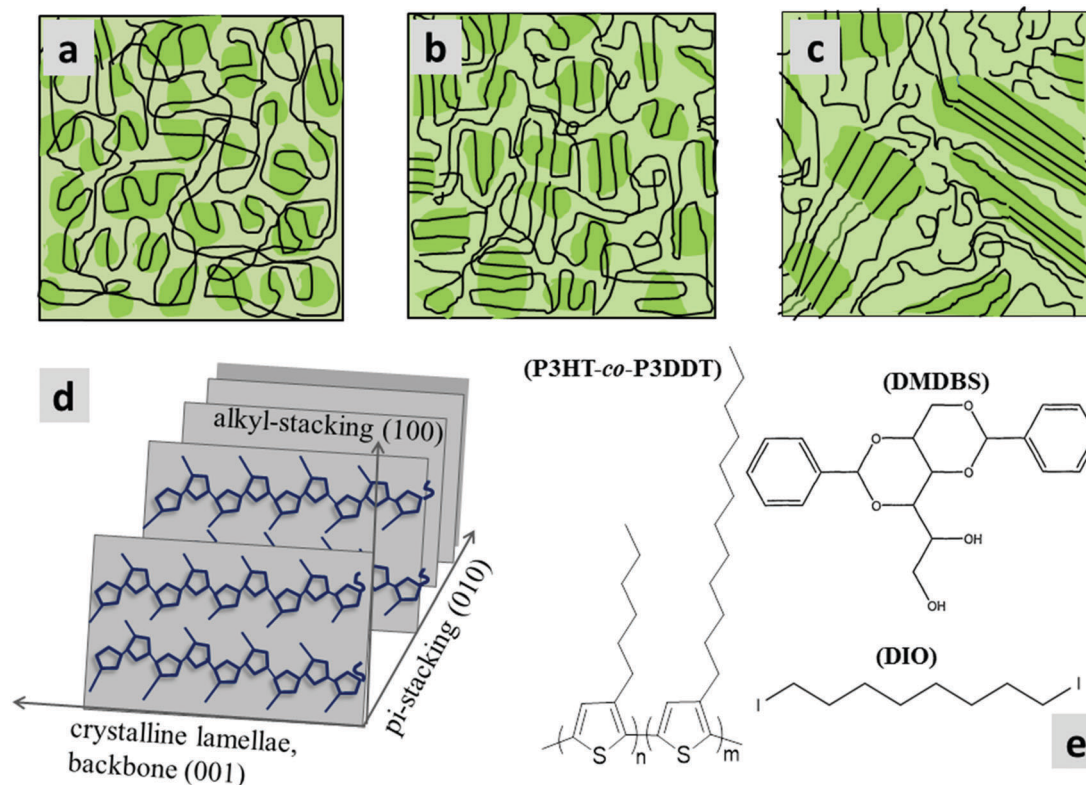 a
b
c
d
alkyl-stacking (100)
pi-stacking (010)
crystalline lamellae,
backbone (001)
(P3HT-co-P3DDT)
S
n
S
m
(DMDBS)
O
O
O
O
OH
OH
(DIO)
I
I
e